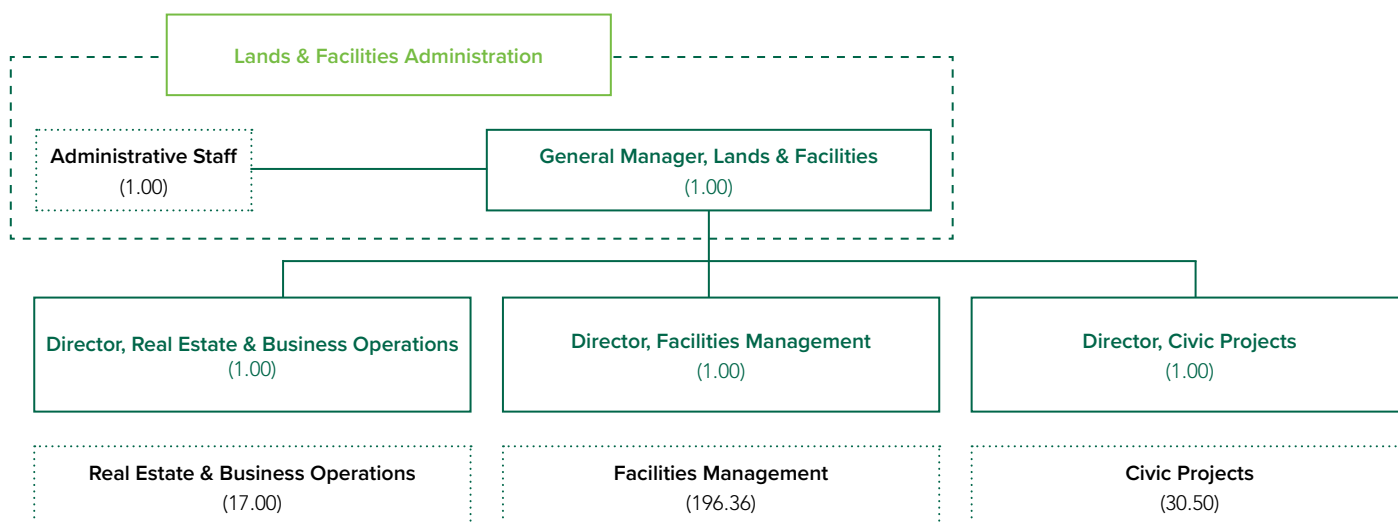 Lands & Facilities Administration
Administrative Staff
(1.00)
General Manager, Lands & Facilities
(1.00)
Director, Real Estate & Business Operations
(1.00)
Director, Facilities Management
(1.00)
Director, Civic Projects
(1.00)
Real Estate & Business Operations
(17.00)
Facilities Management
(196.36)
Civic Projects
(30.50)